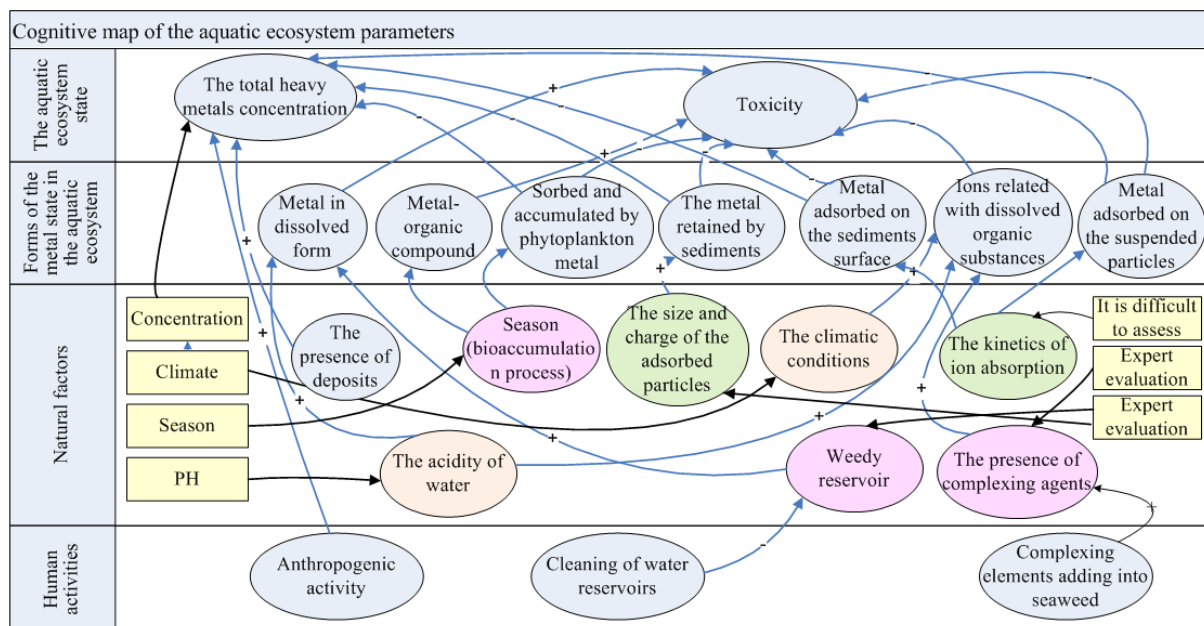 Cognitive map of the aquatic ecosystem parameters
The aquatic
ecosystem
state
The total heavy
metals concentration
Toxicity
+
-
-
-
-
-
-
-
+
-
-
-
-
Forms of the
metal state in
the aquatic
ecosystem
Metal in
dissolved
form
Metal-
organic
compound
Sorbed and
accumulated by
phytoplankton
metal
The metal
retained by
sediments
Metal
adsorbed on
the sediments
surface
Ions related
with dissolved
organic
substances
Metal
adsorbed on
the suspended
particles
+
+
+
Natural factors
Concentration
Climate
Season
PH
The
presence of
deposits
Season
(bioaccumulatio
n process)
The size and
charge of the
adsorbed
particles
The climatic
conditions
The kinetics of
ion absorption
It is difficult
to assess
Expert
evaluation
Expert
evaluation
+
+
+
+
+
The acidity of
water
Weedy
reservoir
The presence of
complexing agents
Human
activities
Anthropogenic
activity
Cleaning of water
reservoirs
-
Complexing
elements adding into
seaweed
+